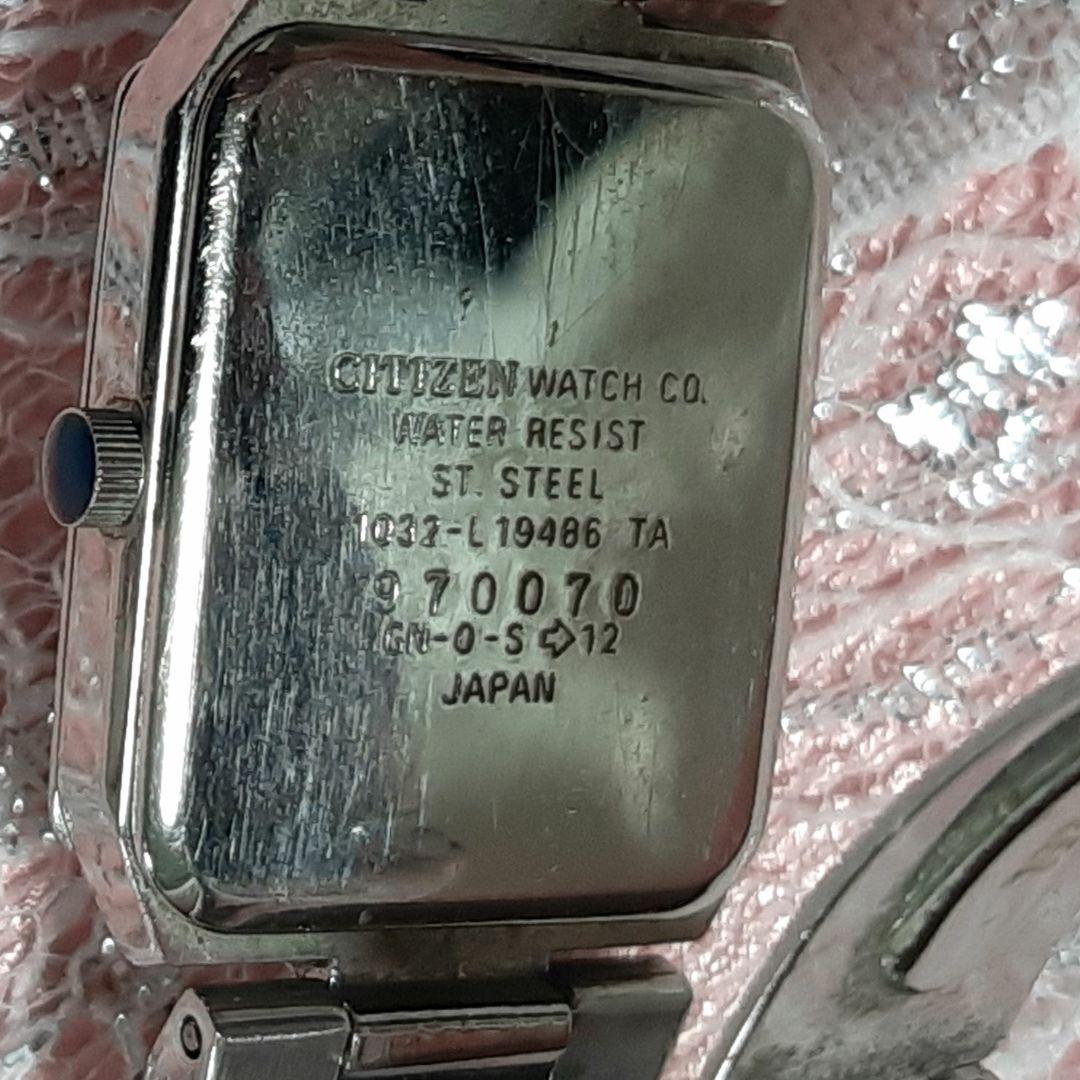 CITIZEN WATCH CO.
WATER RESIST
ST. STEEL
1032-L19486 TA
970070
GN-0-S➩12
JAPAN